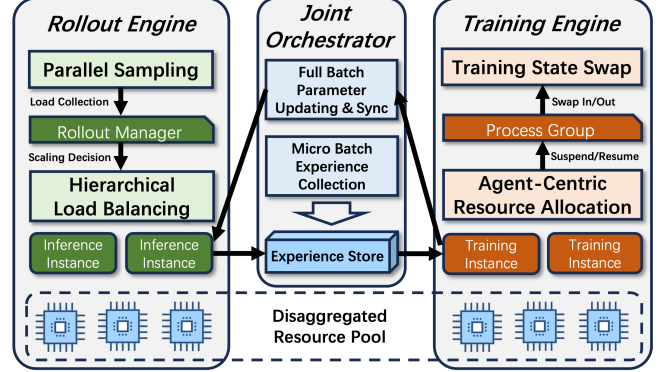 Rollout Engine
Parallel Sampling
Load Collection
Rollout Manager
Scaling Decision
Hierarchical
Load Balancing
Inference
Instance
Inference
Instance
Joint
Orchestrator
Full Batch
Parameter
Updating & Sync
Micro Batch
Experience
Collection
Experience Store
Training Engine
Training State Swap
Swap In/Out
Process Group
Suspend/Resume
Agent-Centric
Resource Allocation
Training
Instance
Training
Instance
Disaggregated
Resource Pool